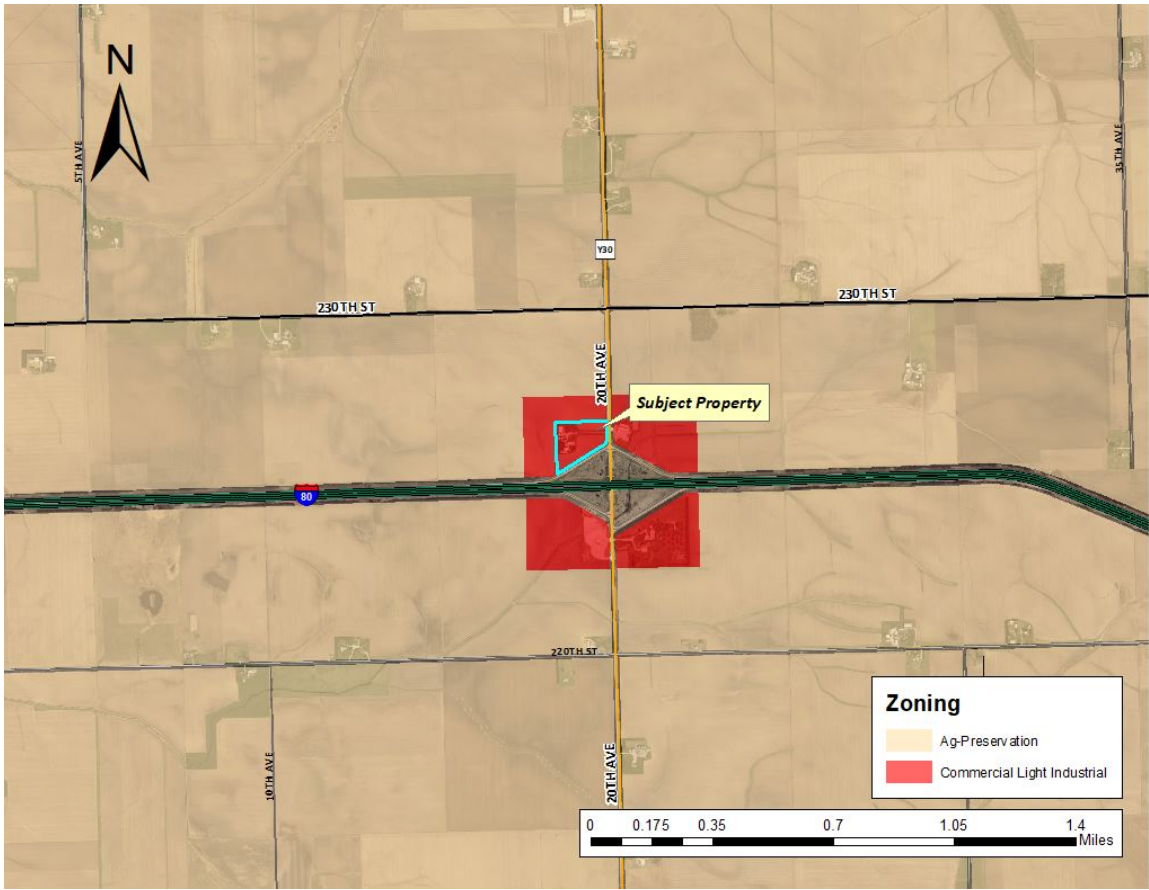 N
5TH AVE
35TH AVE
Y30
230TH ST
230TH ST
20TH AVE
Subject Property
80
220TH ST
10TH AVE
20TH AVE
Zoning
Ag-Preservation
Commercial Light Industrial
0 0.175 0.35 0.7 1.05 1.4
Miles